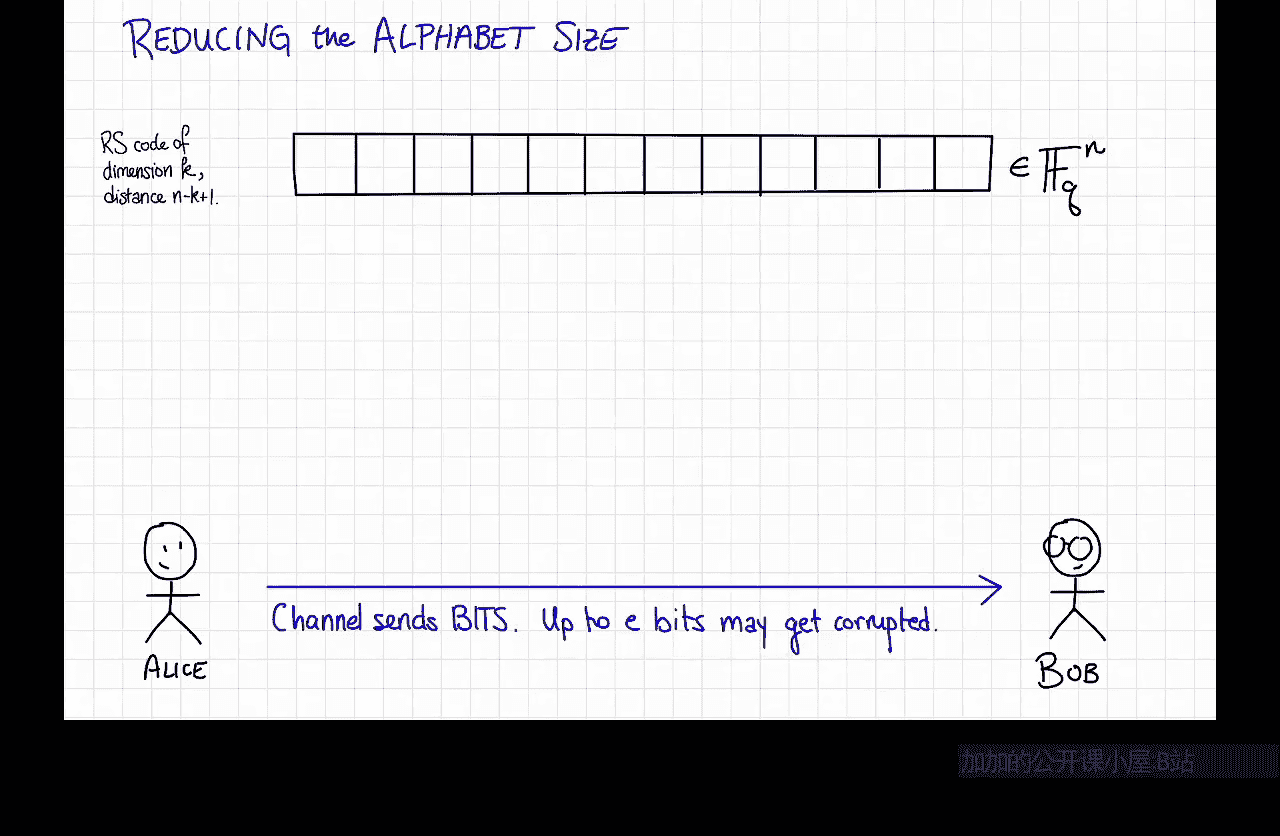 REDUCING the ALPHABET SIZE
RS code of
dimension k,
distance n-k+1.
∈ 𝔽_q^n
Channel sends BITS. Up to e bits may get corrupted.
ALICE
BOB
加加的公开课小屋 B站